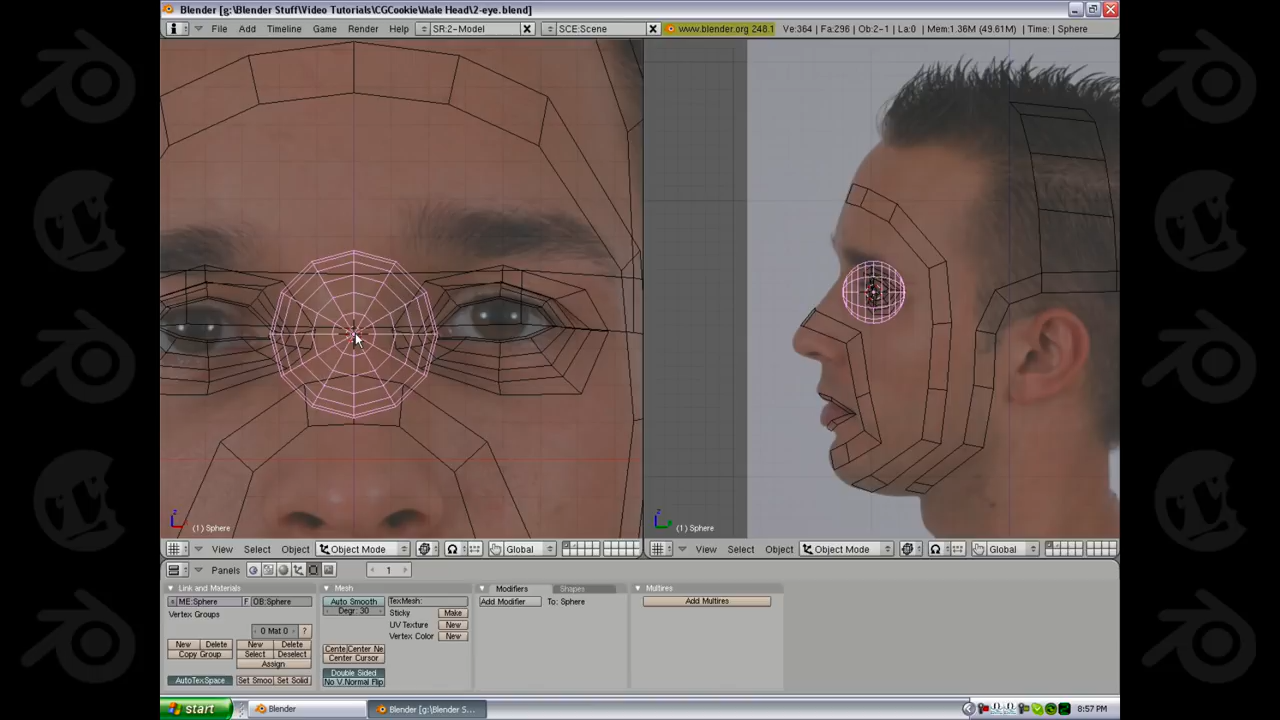 Blender [g:\Blender Stuff\Video Tutorials\CGCookie\Male Head\2-eye.blend]
File Add Timeline Game Render Help SR:2-Model SCE:Scene www.blender.org 248.1 Ve:364 | Fa:296 | Ob:2-1 | La:0 | Mem:1.36M (49.61M) | Time: | Sphere
(1) Sphere
(1) Sphere
View Select Object Object Mode Global
View Select Object Object Mode Global
Panels 1
Link and Materials
ME:Sphere F OB:Sphere
Vertex Groups
0 Mat 0 ?
New Delete New Delete
Copy Group Select Deselect
Assign
AutoTexSpace Set Smoo Set Solid
Mesh
Auto Smooth TexMesh:
Degr: 30
Sticky Make
UV Texture New
Vertex Color New
Cente Center Ne
Center Cursor
Double Sided
No V.Normal Flip
Modifiers Shapes
Add Modifier To: Sphere
Multires
Add Multires
start Blender Blender [g:\Blender S... 8:57 PM